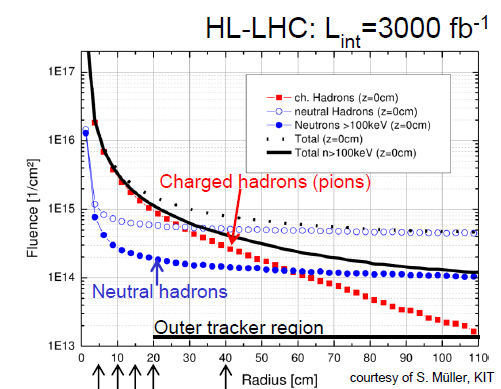 HL-LHC: Lint=3000 fb-1
1E17
1E16
1E15
1E14
1E13
Fluence [1/cm²]
ch. Hadrons (z=0cm)
neutral Hadrons (z=0cm)
Neutrons >100keV (z=0cm)
Total (z=0cm)
Total n>100keV (z=0cm)
Charged hadrons (pions)
Neutral hadrons
Outer tracker region
0 10 20 30 40 50 60 70 80 90 100 110
Radius [cm]
courtesy of S. Müller, KIT